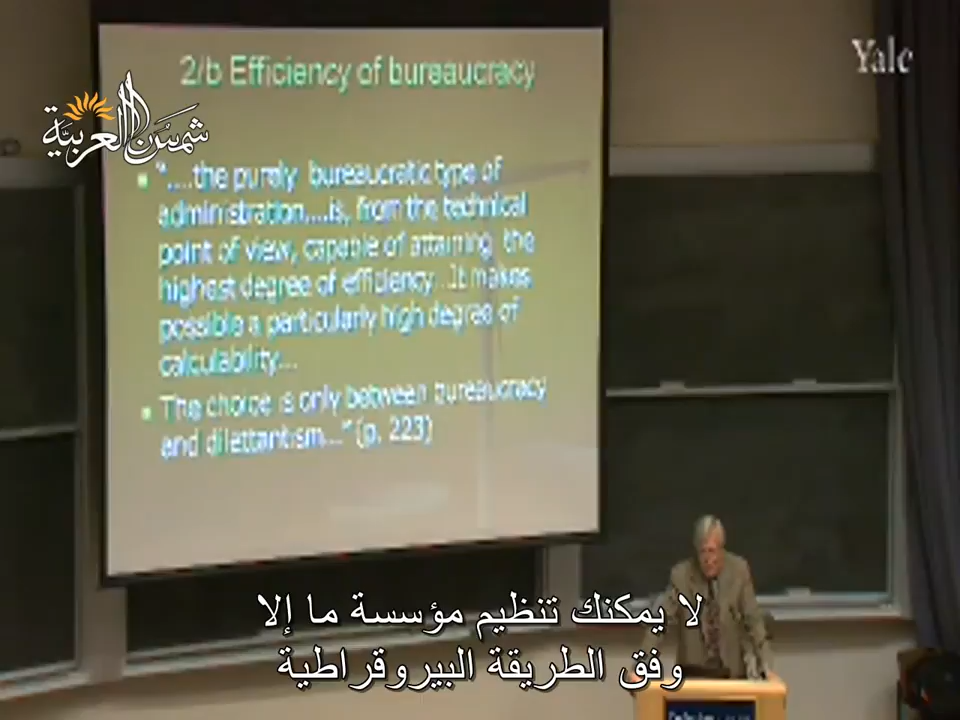 Yale
شمس العربية
2/b Efficiency of bureaucracy
"....the purely bureaucratic type of
administration....is, from the technical
point of view, capable of attaining the
highest degree of efficiency...It makes
possible a particularly high degree of
calculability...
The choice is only between bureaucracy
and dilettantism..." (p. 223)
لا يمكنك تنظيم مؤسسة ما إلا
وفق الطريقة البيروقراطية